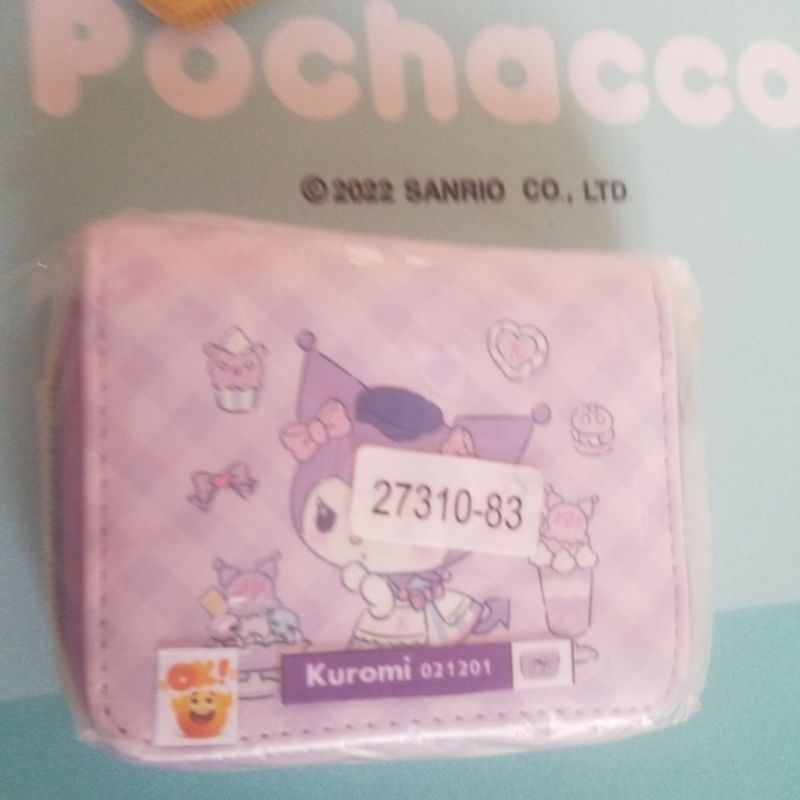 Pochacco
©2022 SANRIO CO., LTD.
27310-83
OK!
Kuromi 021201